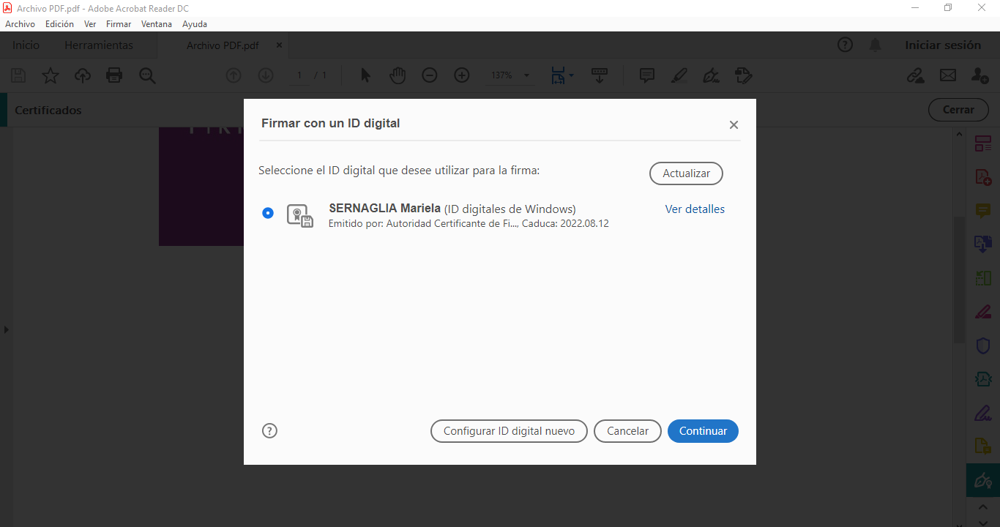 Archivo PDF.pdf - Adobe Acrobat Reader DC
Archivo Edición Ver Firmar Ventana Ayuda
Inicio Herramientas Archivo PDF.pdf × ? Iniciar sesión
1 / 1 137%
Certificados Cerrar
Firmar con un ID digital
Seleccione el ID digital que desee utilizar para la firma: Actualizar
SERNAGLIA Mariela (ID digitales de Windows) Ver detalles
Emitido por: Autoridad Certificante de Fi..., Caduca: 2022.08.12
? Configurar ID digital nuevo Cancelar Continuar